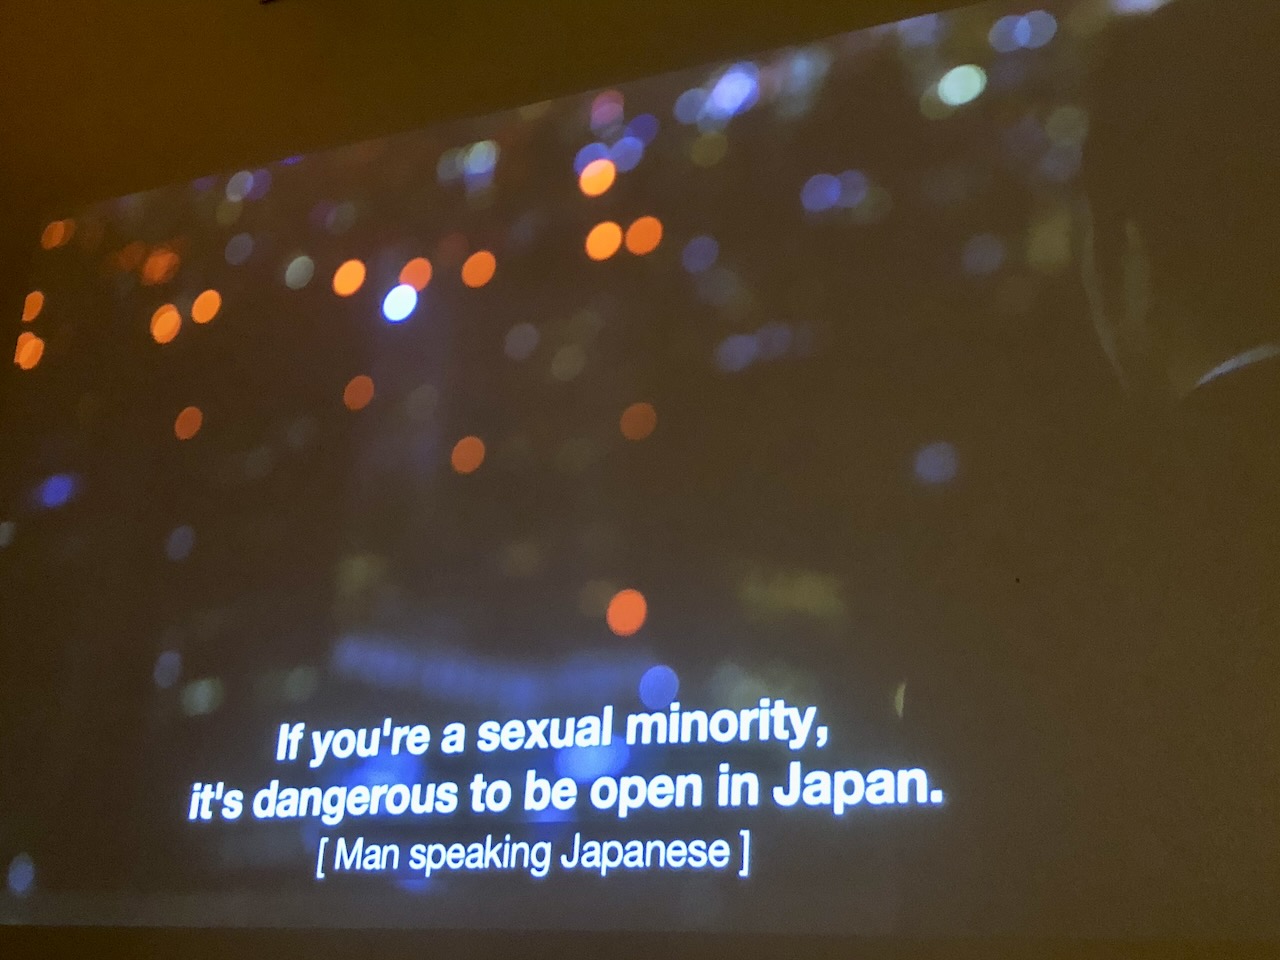 If you're a sexual minority,
it's dangerous to be open in Japan.
[ Man speaking Japanese ]